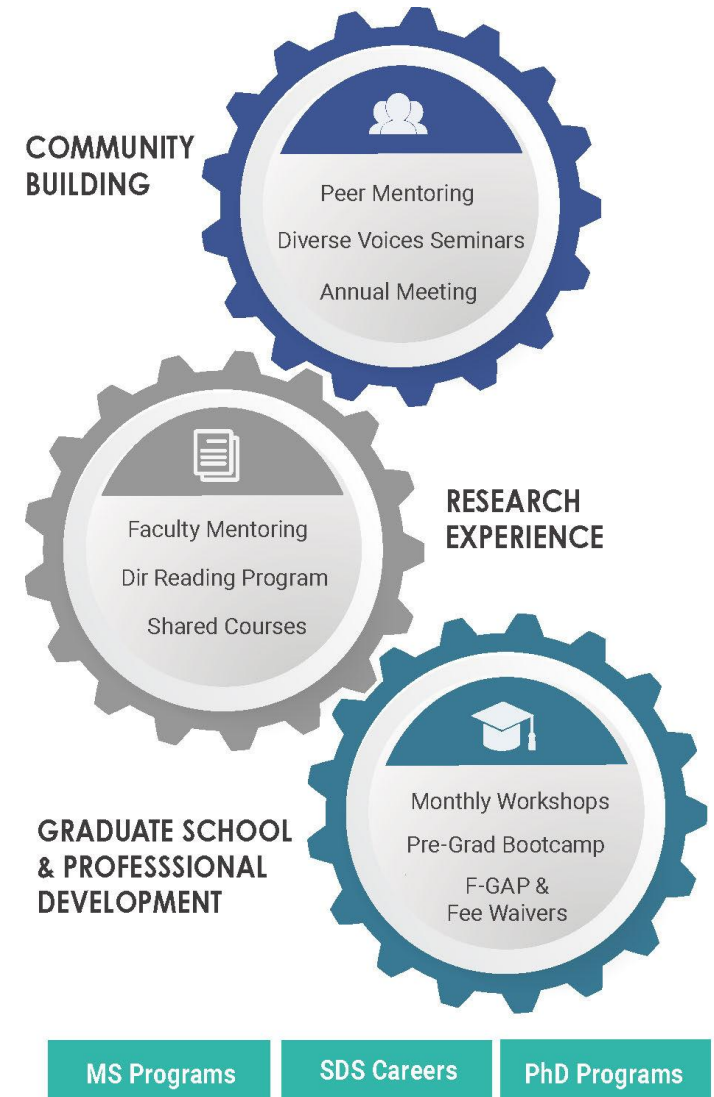 COMMUNITY
BUILDING
Peer Mentoring
Diverse Voices Seminars
Annual Meeting
Faculty Mentoring
Dir Reading Program
Shared Courses
RESEARCH
EXPERIENCE
Monthly Workshops
Pre-Grad Bootcamp
F-GAP &
Fee Waivers
GRADUATE SCHOOL
& PROFESSSIONAL
DEVELOPMENT
MS Programs
SDS Careers
PhD Programs